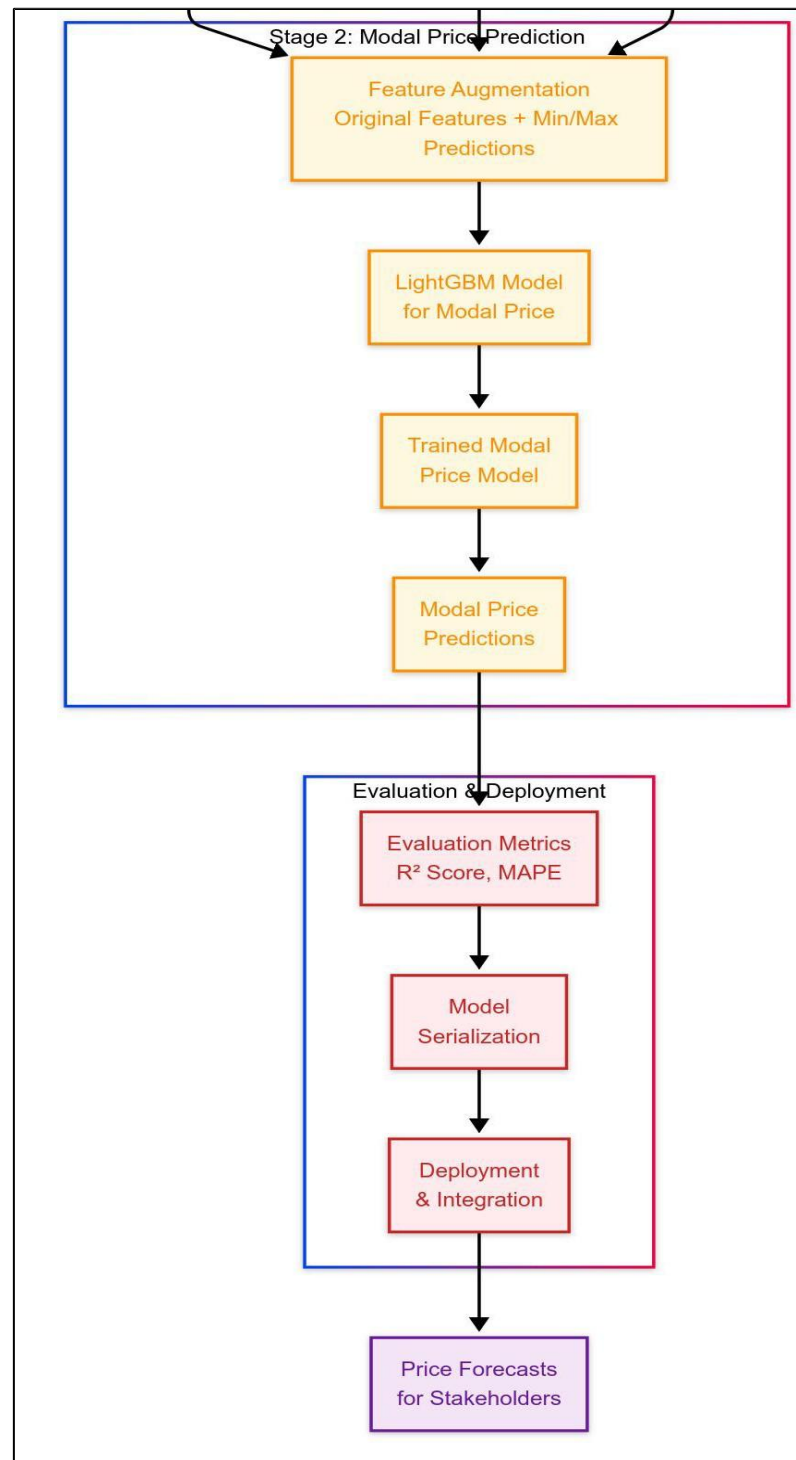 Stage 2: Modal Price Prediction
Feature Augmentation
Original Features + Min/Max
Predictions
LightGBM Model
for Modal Price
Trained Modal
Price Model
Modal Price
Predictions
Evaluation & Deployment
Evaluation Metrics
R² Score, MAPE
Model
Serialization
Deployment
& Integration
Price Forecasts
for Stakeholders